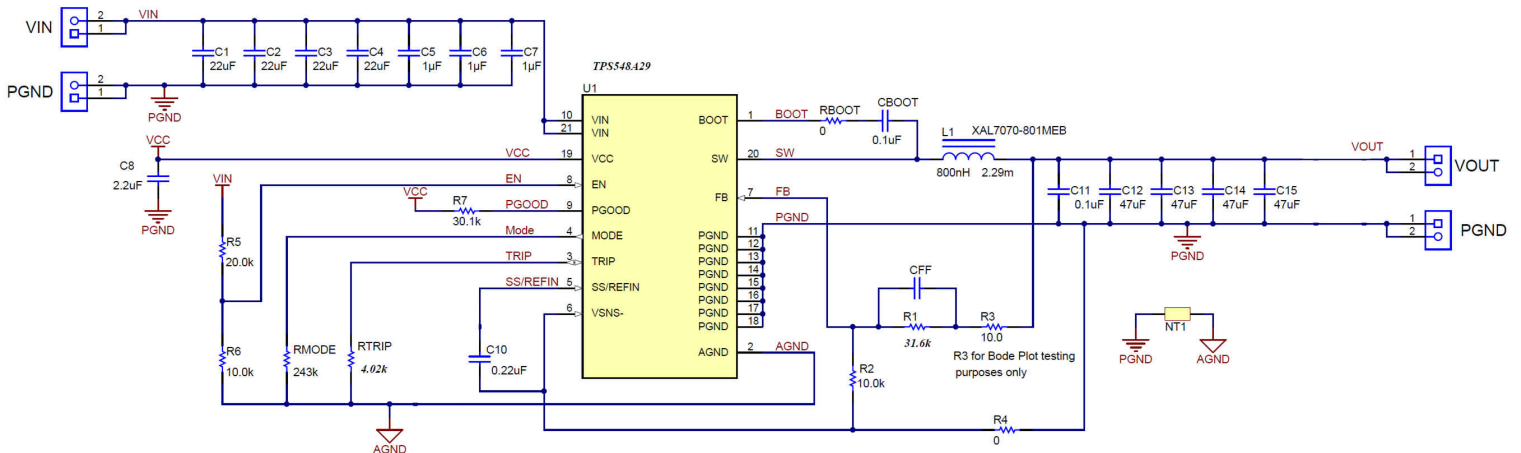 VIN
2
1
VIN
C1
22uF
C2
22uF
C3
22uF
C4
22uF
C5
1µF
C6
1µF
C7
1µF
PGND
2
1
PGND
TPS548A29
U1
10
VIN
21
VIN
19
VCC
8
EN
9
PGOOD
4
MODE
3
TRIP
5
SS/REFIN
6
VSNS-
BOOT
1
SW
20
FB
7
PGND
11
PGND
12
PGND
13
PGND
14
PGND
15
PGND
16
PGND
17
PGND
18
AGND
2
VCC
C8
2.2uF
PGND
VCC
EN
VIN
VCC
R7
30.1k
PGOOD
Mode
TRIP
SS/REFIN
R5
20.0k
R6
10.0k
RMODE
243k
RTRIP
4.02k
C10
0.22uF
AGND
BOOT
RBOOT
0
CBOOT
0.1uF
SW
L1
XAL7070-801MEB
800nH
2.29m
FB
PGND
AGND
CFF
R1
31.6k
R3
10.0
R3 for Bode Plot testing
purposes only
R2
10.0k
R4
0
C11
0.1uF
C12
47uF
C13
47uF
C14
47uF
C15
47uF
PGND
VOUT
1
2
VOUT
1
2
PGND
NT1
PGND
AGND